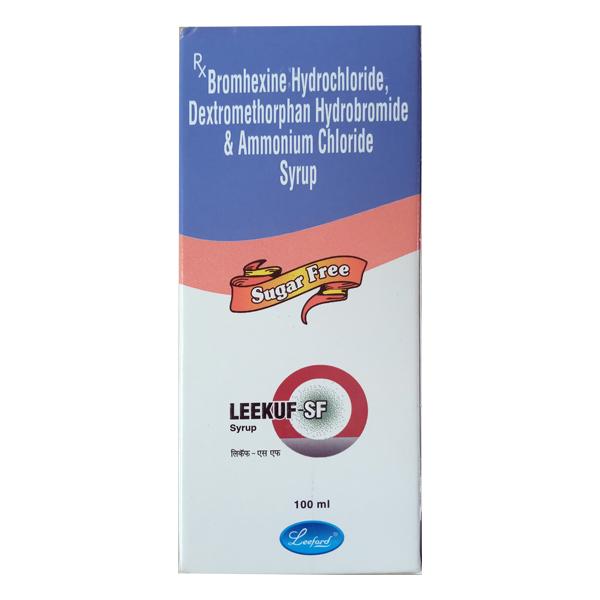 Rx Bromhexine Hydrochloride,
Dextromethorphan Hydrobromide
& Ammonium Chloride
Syrup
Sugar Free
LEEKUF-SF
Syrup
लिकॅफ - एस एफ
100 ml
Leeford